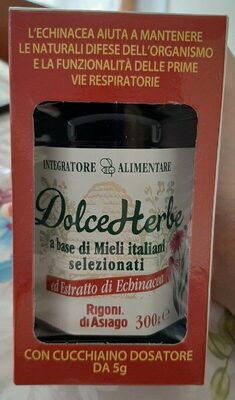 L'ECHINACEA AIUTA A MANTENERE
LE NATURALI DIFESE DELL'ORGANISMO
E LA FUNZIONALITÀ DELLE PRIME
VIE RESPIRATORIE
INTEGRATORE ALIMENTARE
DolceHerbe
a base di Mieli italiani
selezionati
ed Estratto di Echinacea
Rigoni
di Asiago
300g e
CON CUCCHIAINO DOSATORE
DA 5g